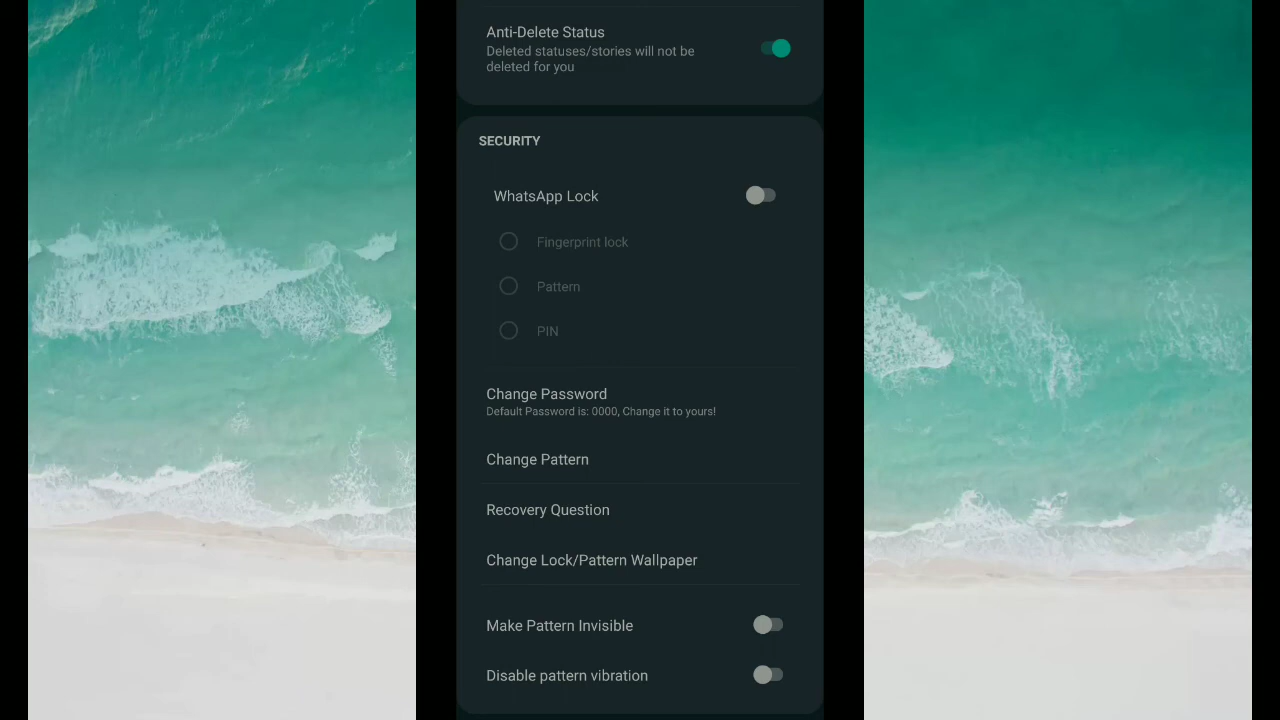 Anti-Delete Status
Deleted statuses/stories will not be
deleted for you
SECURITY
WhatsApp Lock
Fingerprint lock
Pattern
PIN
Change Password
Default Password is: 0000, Change it to yours!
Change Pattern
Recovery Question
Change Lock/Pattern Wallpaper
Make Pattern Invisible
Disable pattern vibration